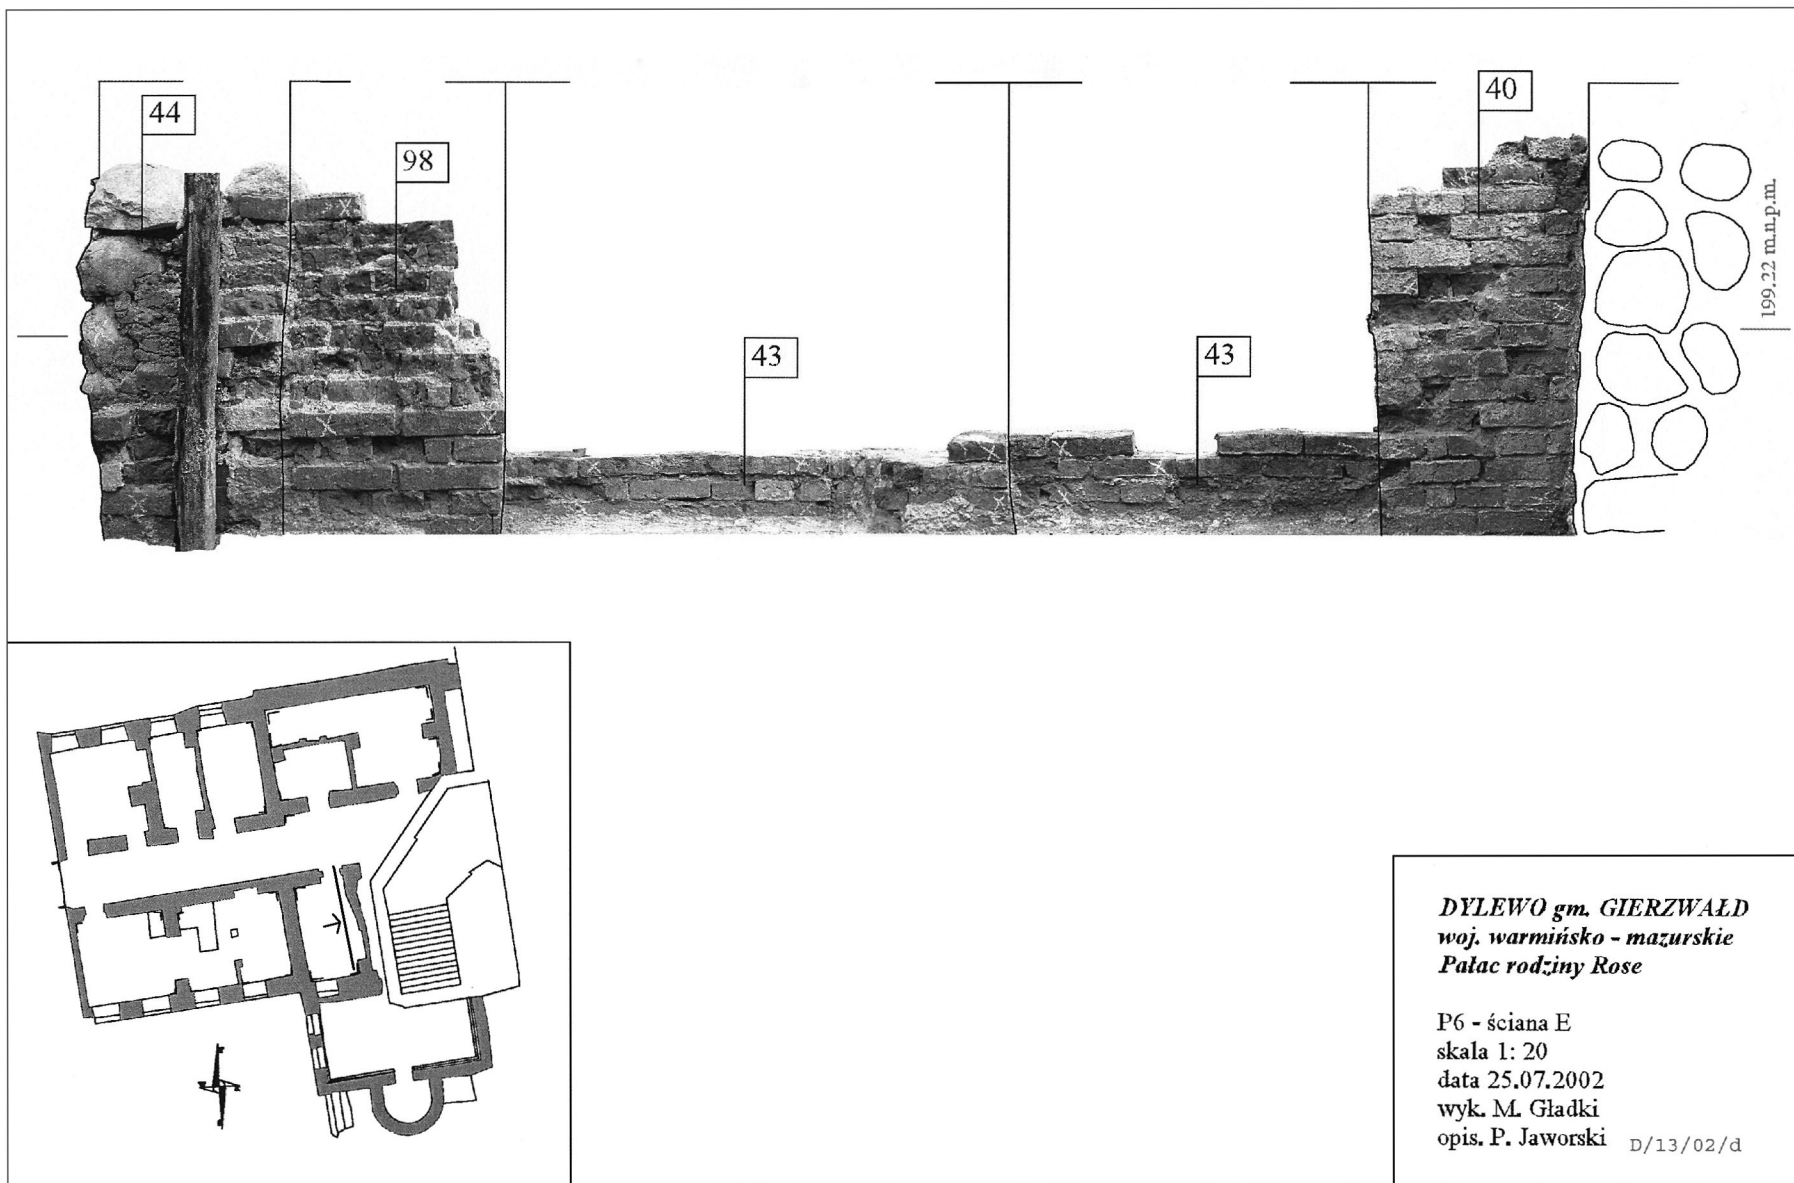 44
98
43
43
40
199.22 m.n.p.m.
DYLEWO gm. GIERZWAŁD
woj. warmińsko - mazurskie
Pałac rodziny Rose
P6 - ściana E
skala 1: 20
data 25.07.2002
wyk. M. Gładki
opis. P. Jaworski
D/13/02/d